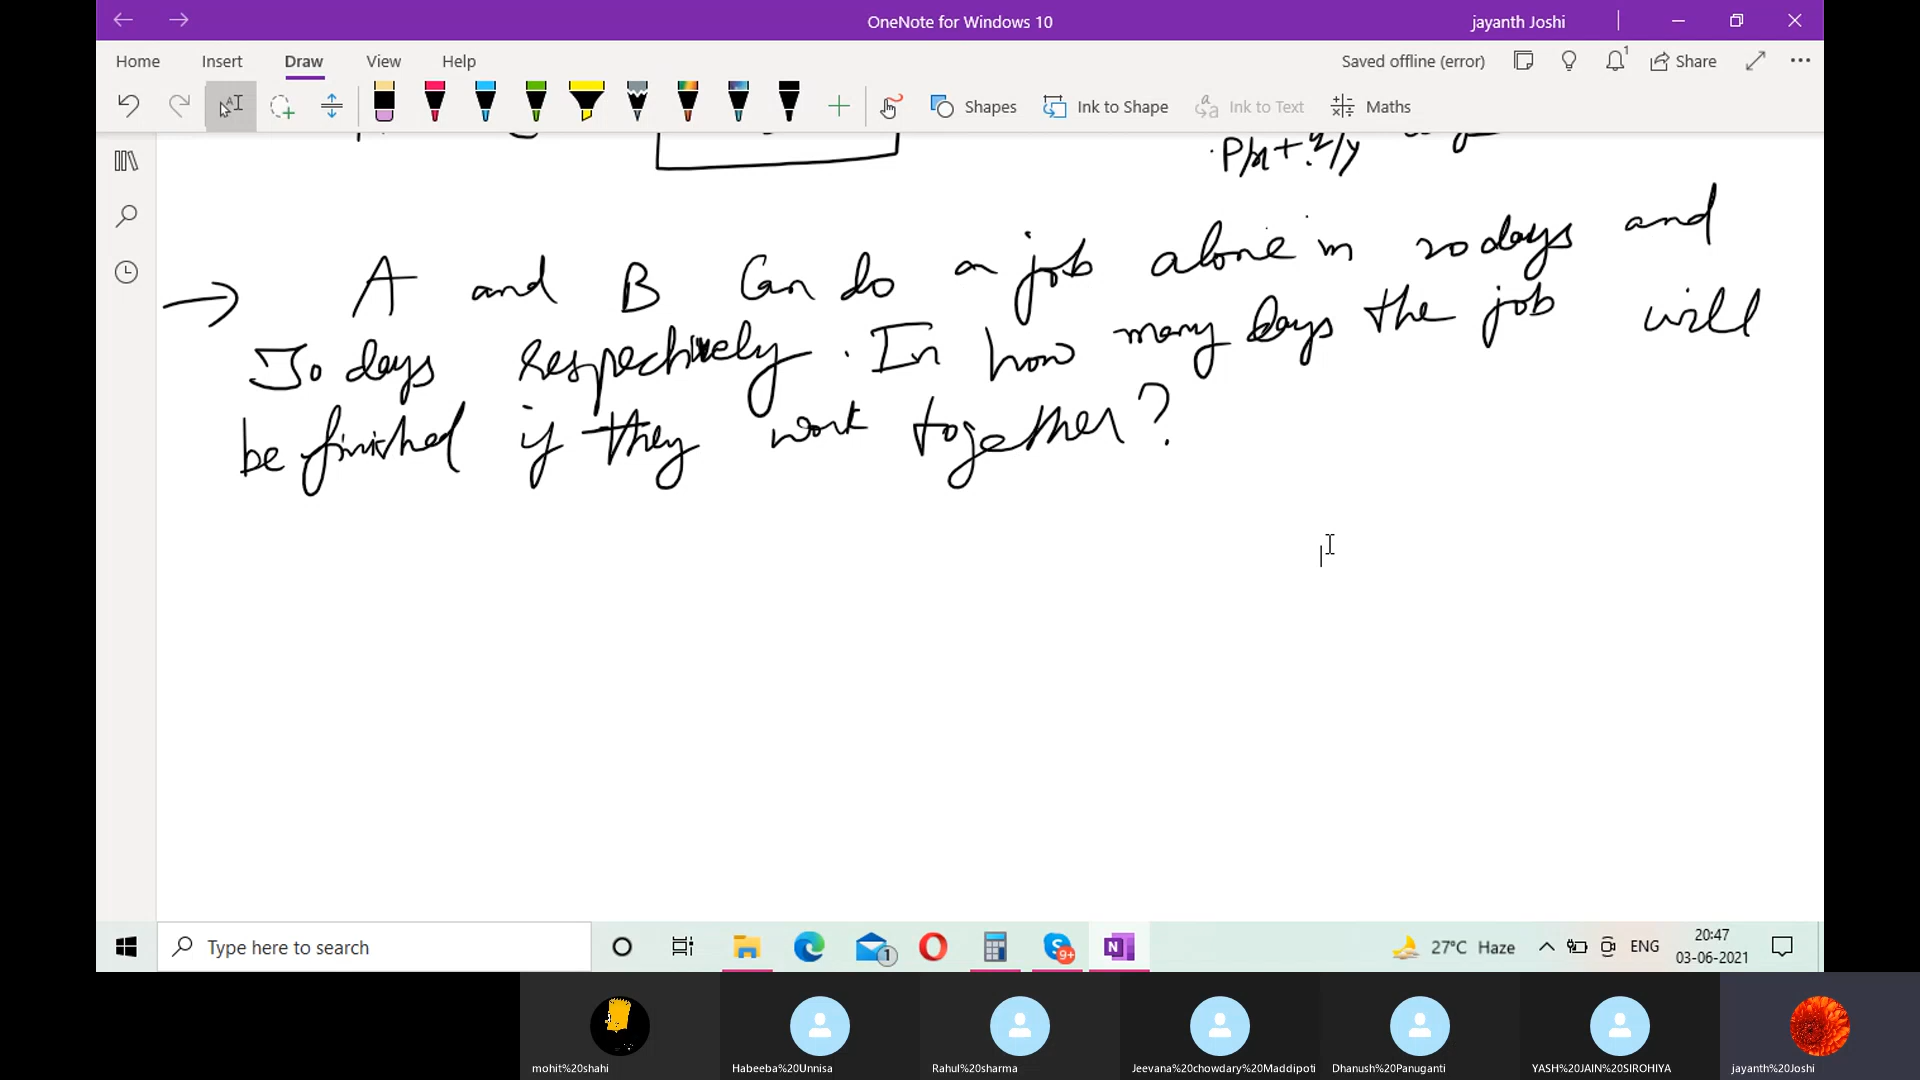 OneNote for Windows 10
jayanth Joshi
Home Insert Draw View Help
Saved offline (error)
1
Share
Shapes
Ink to Shape
Ink to Text
Maths
P/x + q/y
→ A and B Can do a job alone in 20 days and
30 days respectively. In how many days the job will
be finished if they work together?
Type here to search
1
9+
27°C Haze
ENG
20:47
03-06-2021
mohit%20shahi
Habeeba%20Unnisa
Rahul%20sharma
Jeevana%20chowdary%20Maddipoti
Dhanush%20Panuganti
YASH%20JAIN%20SIROHIYA
jayanth%20Joshi